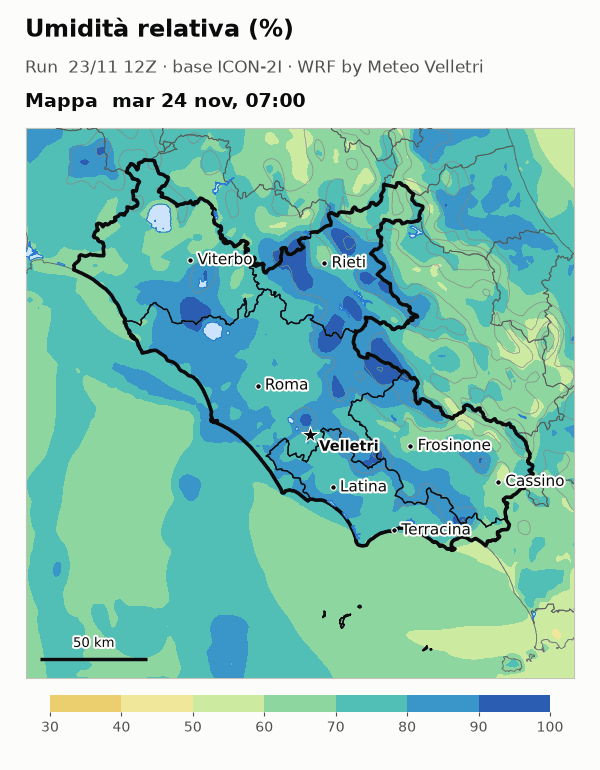 Umidità relativa (%)
Run  23/11 12Z · base ICON-2I · WRF by Meteo Velletri
Mappa  mar 24 nov, 07:00
Viterbo
Rieti
Roma
Velletri
Frosinone
Cassino
Latina
Terracina
50 km
30 40 50 60 70 80 90 100